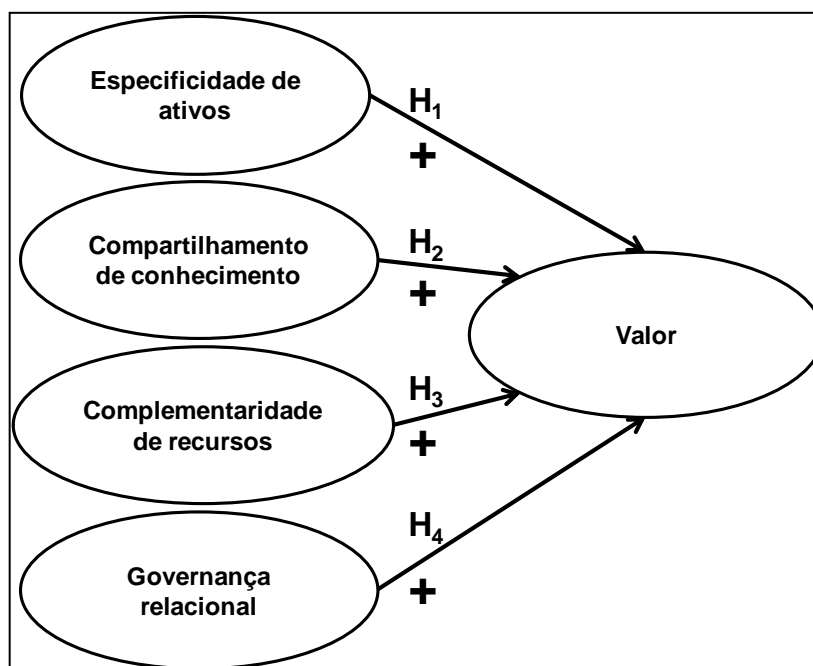 Especificidade de
ativos
H₁
+
Compartilhamento
de conhecimento
H₂
+
Valor
Complementaridade
de recursos
H₃
+
Governança
relacional
H₄
+